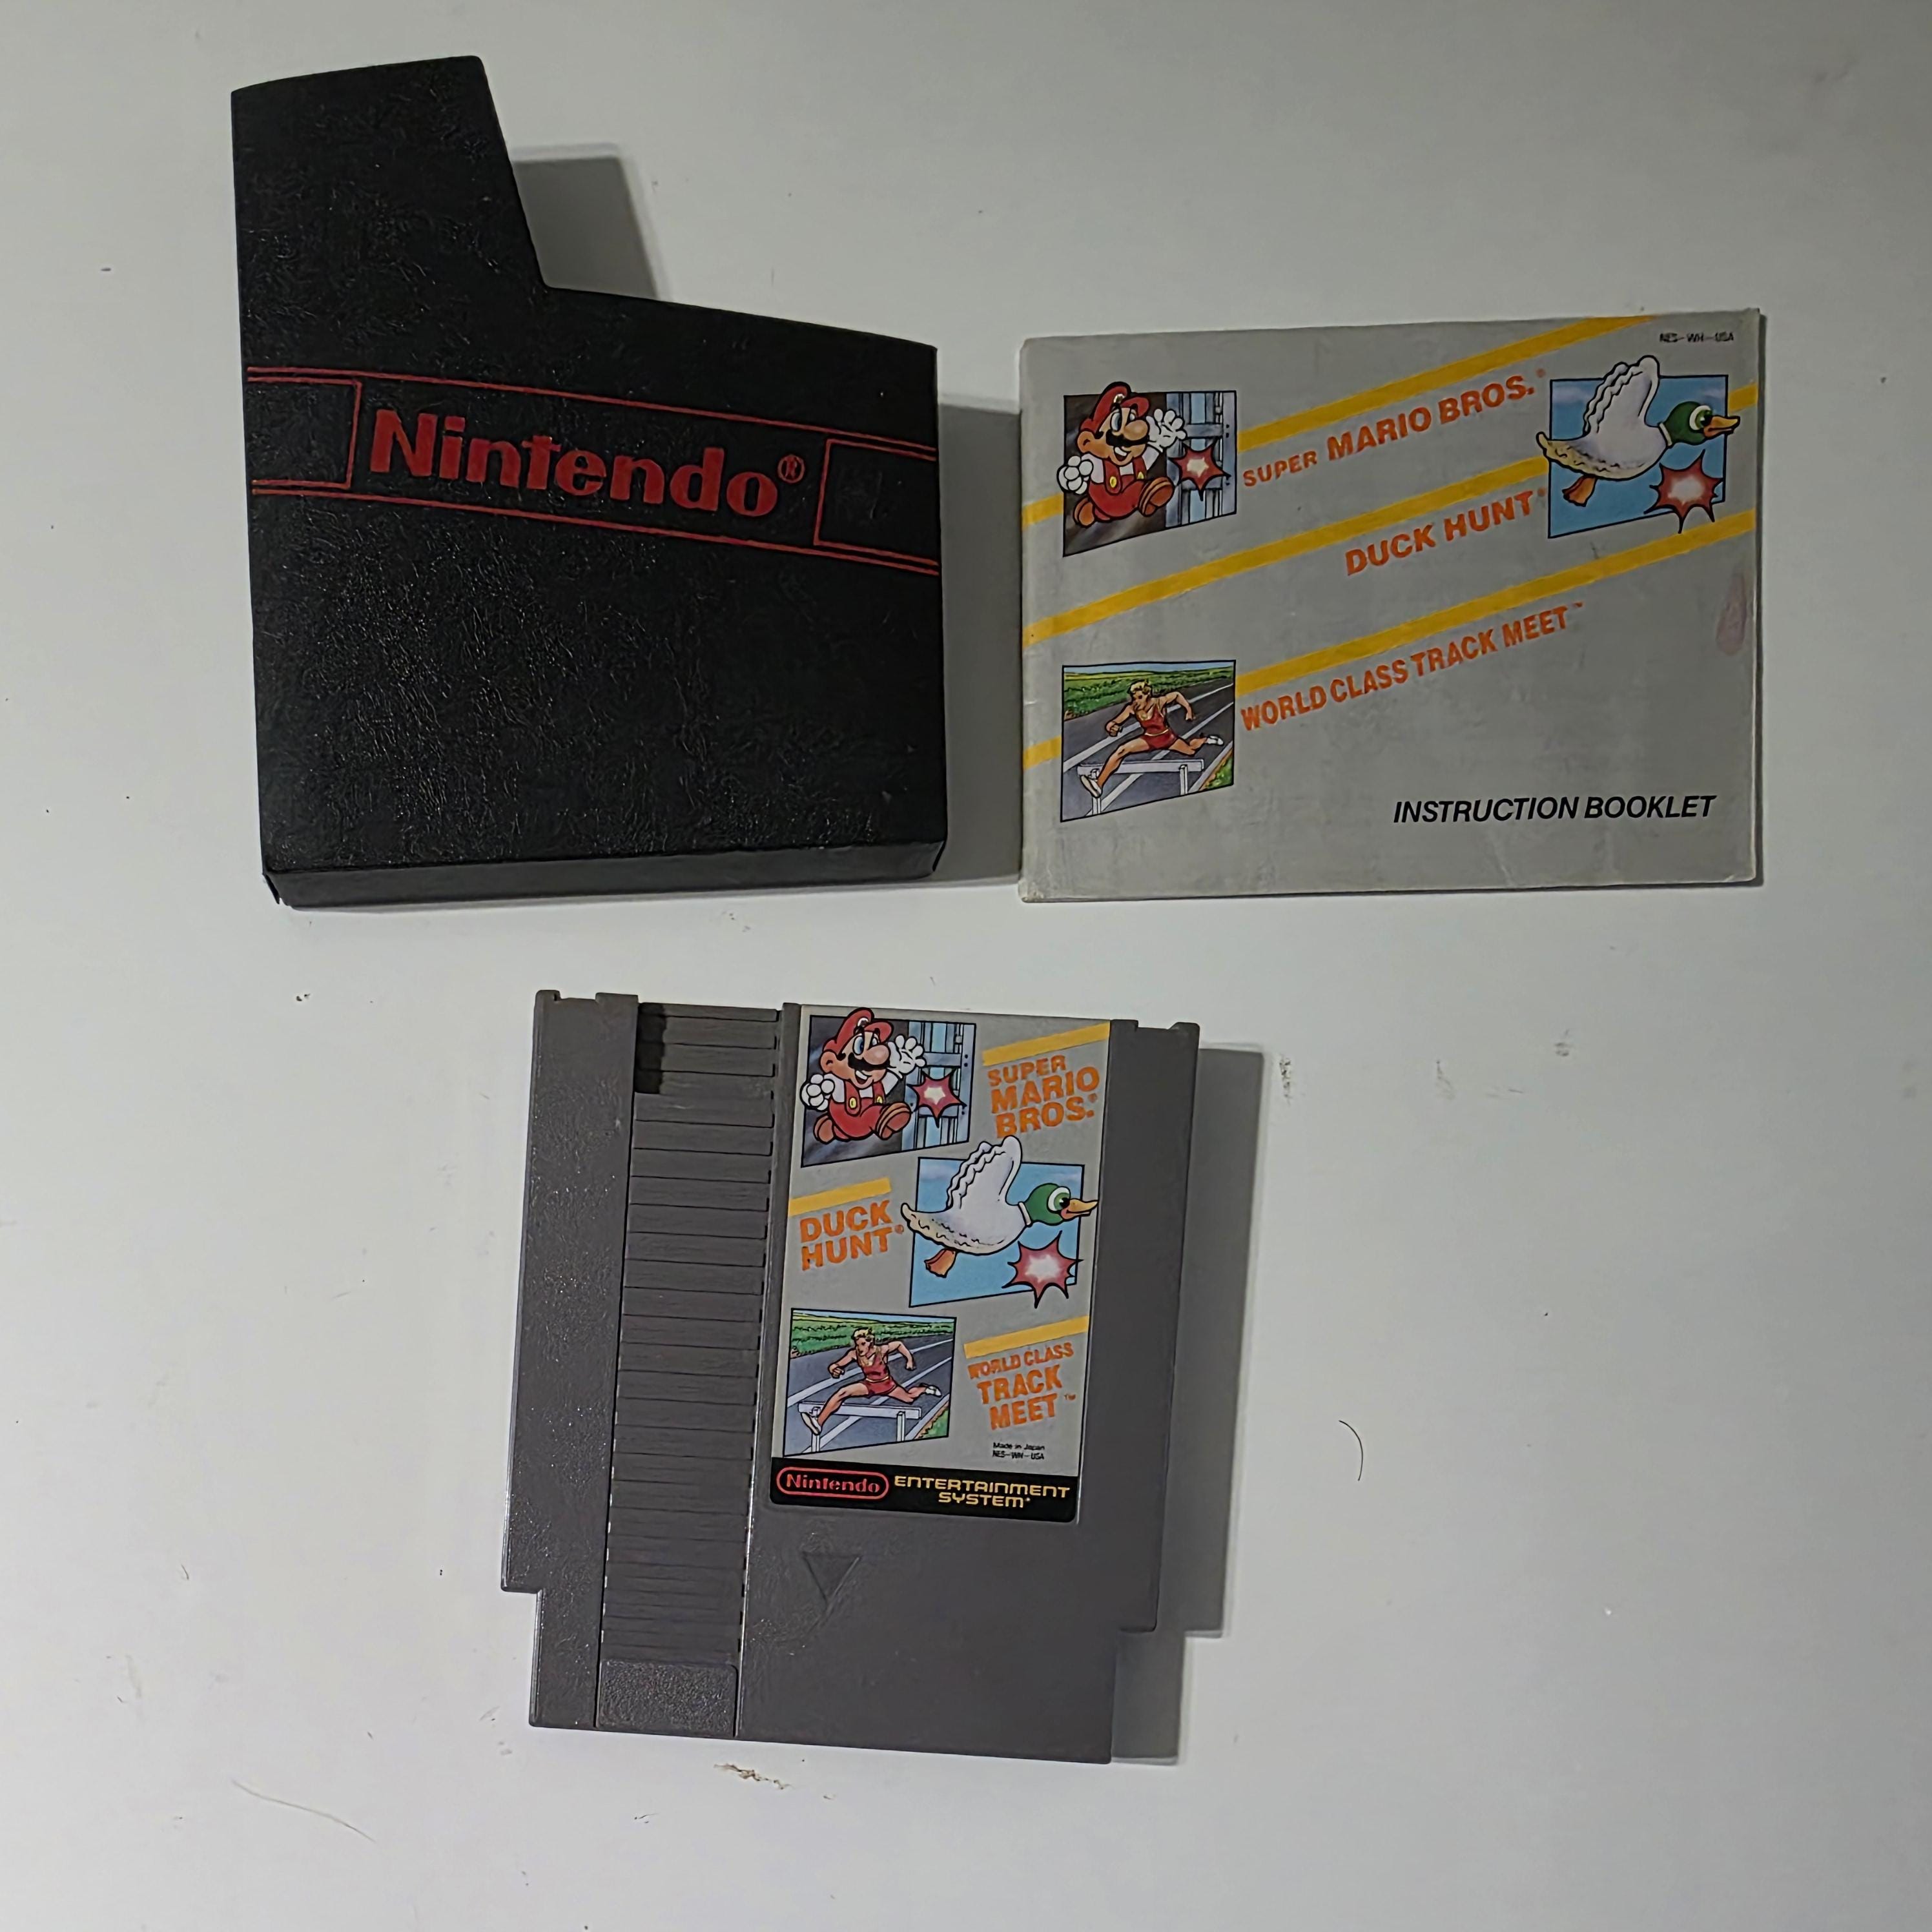 Nintendo®
NES-WH-USA
SUPER MARIO BROS.®
DUCK HUNT®
WORLD CLASS TRACK MEET™
INSTRUCTION BOOKLET
SUPER
MARIO
BROS.®
DUCK
HUNT®
WORLD CLASS
TRACK
MEET™
Made in Japan
NES-WH-USA
Nintendo
ENTERTAINMENT
SYSTEM®